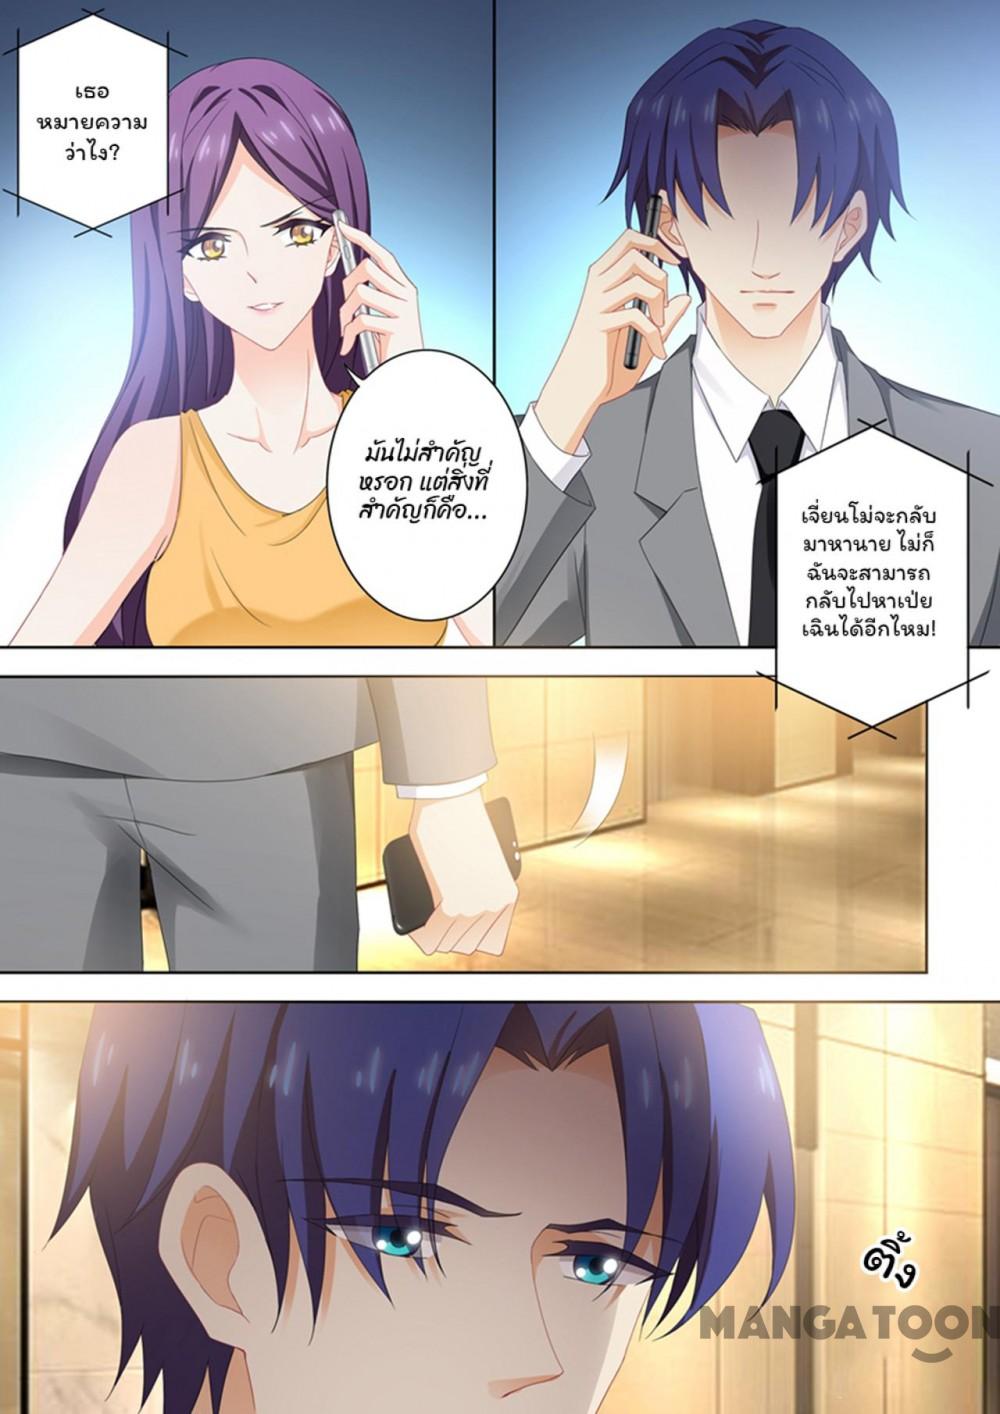 เธอ
หมายความ
ว่าไง?
มันไม่สำคัญ
หรอก แต่สิ่งที่
สำคัญก็คือ...
เจี่ยนโม่จะกลับ
มาหานาย ไม่ก็
ฉันจะสามารถ
กลับไปหาเป่ย
เฉินได้อีกไหม!
ติ้ง
MANGATOON